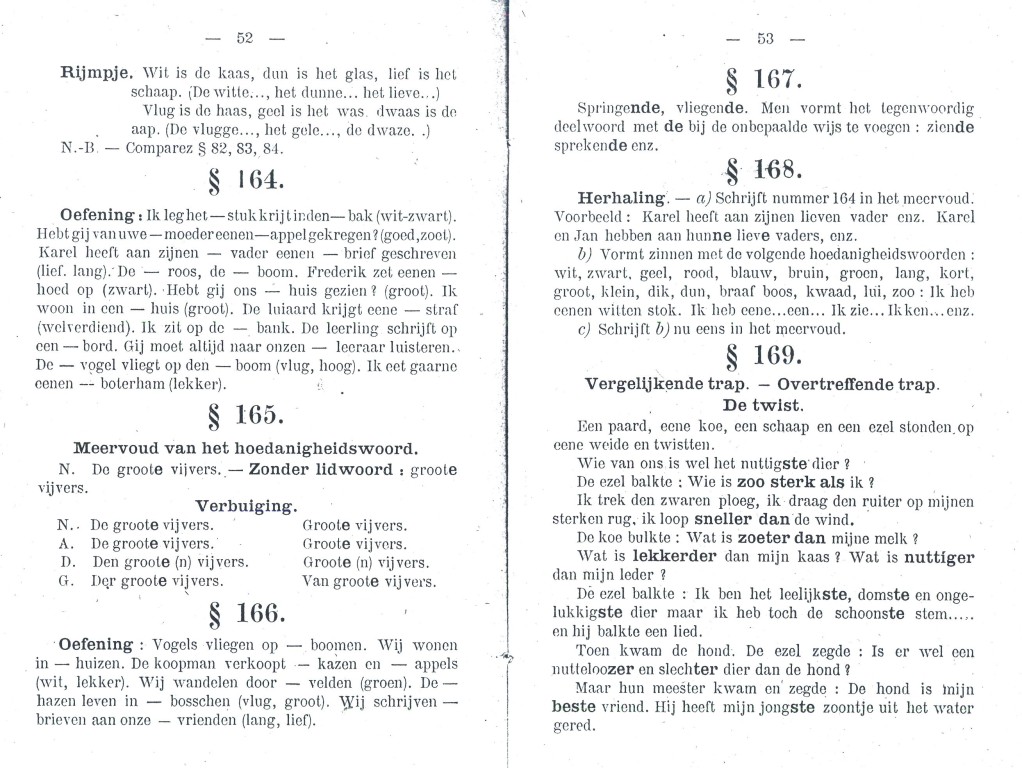 — 52 —
Rijmpje. Wit is de kaas, dun is het glas, lief is het
schaap. (De witte..., het dunne... het lieve...)
Vlug is de haas, geel is het was, dwaas is de
aap. (De vlugge..., het gele..., de dwaze. .)
N.-B. — Comparez § 82, 83, 84.
§ 164.
Oefening : Ik leg het — stuk krijt in den — bak (wit-zwart).
Hebt gij van uwe — moeder eenen — appel gekregen ? (goed, zoet).
Karel heeft aan zijnen — vader eenen — brief geschreven
(lief. lang). De — roos, de — boom. Frederik zet eenen —
hoed op (zwart). Hebt gij ons — huis gezien ? (groot). Ik
woon in een — huis (groot). De luiaard krijgt eene — straf
(welverdiend). Ik zit op de — bank. De leerling schrijft op
een — bord. Gij moet altijd naar onzen — leeraar luisteren.
De — vogel vliegt op den — boom (vlug, hoog). Ik eet gaarne
eenen — boterham (lekker).
§ 165.
Meervoud van het hoedanigheidswoord.
N. De groote vijvers. — Zonder lidwoord : groote
vijvers.
Verbuiging.
N. De groote vijvers. Groote vijvers.
A. De groote vijvers. Groote vijvers.
D. Den groote (n) vijvers. Groote (n) vijvers.
G. Der groote vijvers. Van groote vijvers.
§ 166.
Oefening : Vogels vliegen op — boomen. Wij wonen
in — huizen. De koopman verkoopt — kazen en — appels
(wit, lekker). Wij wandelen door — velden (groen). De —
hazen leven in — bosschen (vlug, groot). Wij schrijven —
brieven aan onze — vrienden (lang, lief).
— 53 —
§ 167.
Springende, vliegende. Men vormt het tegenwoordig
deelwoord met de bij de onbepaalde wijs te voegen : ziende
sprekende enz.
§ 168.
Herhaling. — a) Schrijft nummer 164 in het meervoud.
Voorbeeld : Karel heeft aan zijnen lieven vader enz. Karel
en Jan hebben aan hunne lieve vaders, enz.
b) Vormt zinnen met de volgende hoedanigheidswoorden :
wit, zwart, geel, rood, blauw, bruin, groen, lang, kort,
groot, klein, dik, dun, braaf boos, kwaad, lui, zoo : Ik heb
eenen witten stok. Ik heb eene...een... Ik zie... Ik ken... enz.
c) Schrijft b) nu eens in het meervoud.
§ 169.
Vergelijkende trap. — Overtreffende trap.
De twist.
Een paard, eene koe, een schaap en een ezel stonden op
eene weide en twistten.
Wie van ons is wel het nuttigste dier ?
De ezel balkte : Wie is zoo sterk als ik ?
Ik trek den zwaren ploeg, ik draag den ruiter op mijnen
sterken rug, ik loop sneller dan de wind.
De koe bulkte : Wat is zoeter dan mijne melk ?
Wat is lekkerder dan mijn kaas ? Wat is nuttiger
dan mijn leder ?
De ezel balkte : Ik ben het leelijkste, domste en onge-
lukkigste dier maar ik heb toch de schoonste stem.....
en hij balkte een lied.
Toen kwam de hond. De ezel zegde : Is er wel een
nutteloozer en slechter dier dan de hond ?
Maar hun meester kwam en zegde : De hond is mijn
beste vriend. Hij heeft mijn jongste zoontje uit het water
gered.